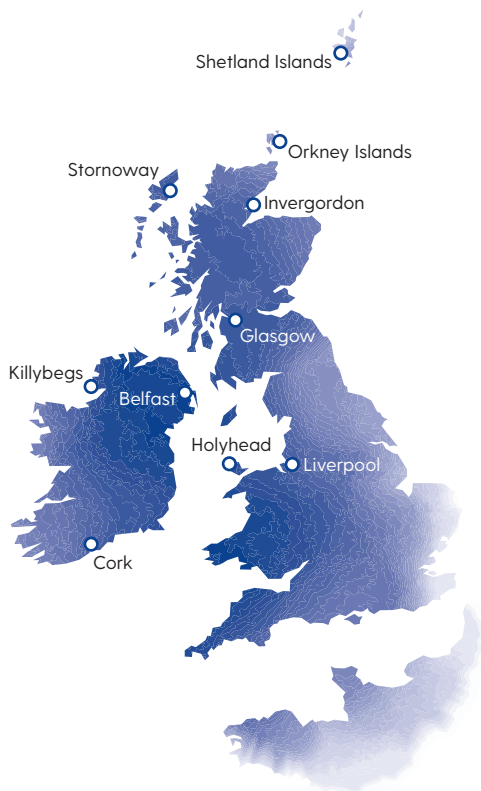 Shetland Islands
Orkney Islands
Stornoway
Invergordon
Glasgow
Killybegs
Belfast
Holyhead
Liverpool
Cork